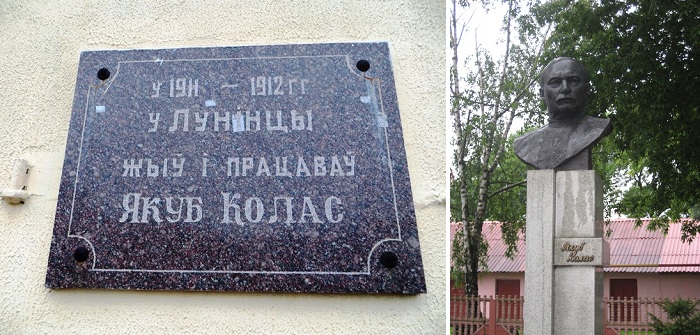 У 1911 – 1912 ГГ
У ЛУНІНЦЫ
ЖЫЎ І ПРАЦАВАЎ
ЯКУБ КОЛАС
Якуб
Колас